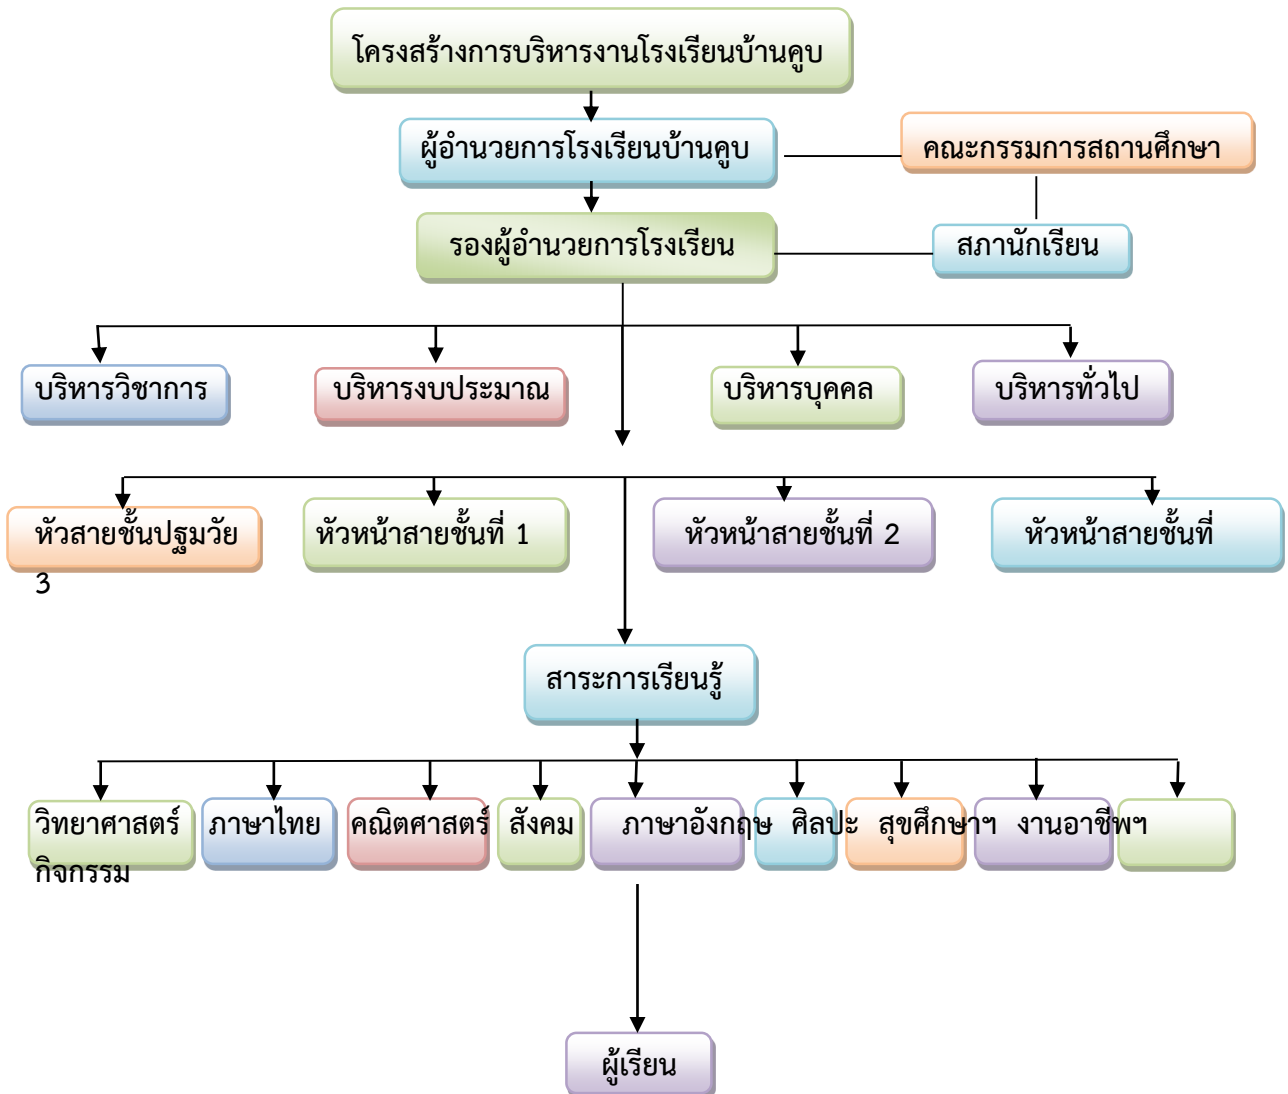 โครงสร้างการบริหารงานโรงเรียนบ้านคูบ
ผู้อำนวยการโรงเรียนบ้านคูบ
คณะกรรมการสถานศึกษา
รองผู้อำนวยการโรงเรียน
สภานักเรียน
บริหารวิชาการ
บริหารงบประมาณ
บริหารบุคคล
บริหารทั่วไป
หัวสายชั้นปฐมวัย หัวหน้าสายชั้นที่ 1 หัวหน้าสายชั้นที่ 2 หัวหน้าสายชั้นที่
3
สาระการเรียนรู้
วิทยาศาสตร์ ภาษาไทย คณิตศาสตร์ สังคม ภาษาอังกฤษ ศิลปะ สุขศึกษาฯ งานอาชีพฯ
กิจกรรม
ผู้เรียน